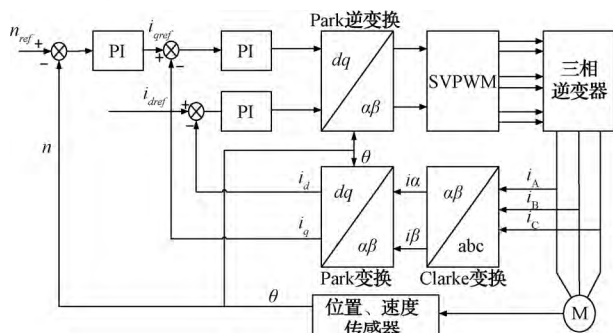 Park逆变换
n_ref
+
−
PI
i_qref
+
−
PI
dq
αβ
SVPWM
三相
逆变器
i_dref
+
−
PI
n
θ
i_d
i_q
dq
αβ
iα
iβ
αβ
abc
i_A
i_B
i_C
Park变换
Clarke变换
θ
位置、速度
传感器
M